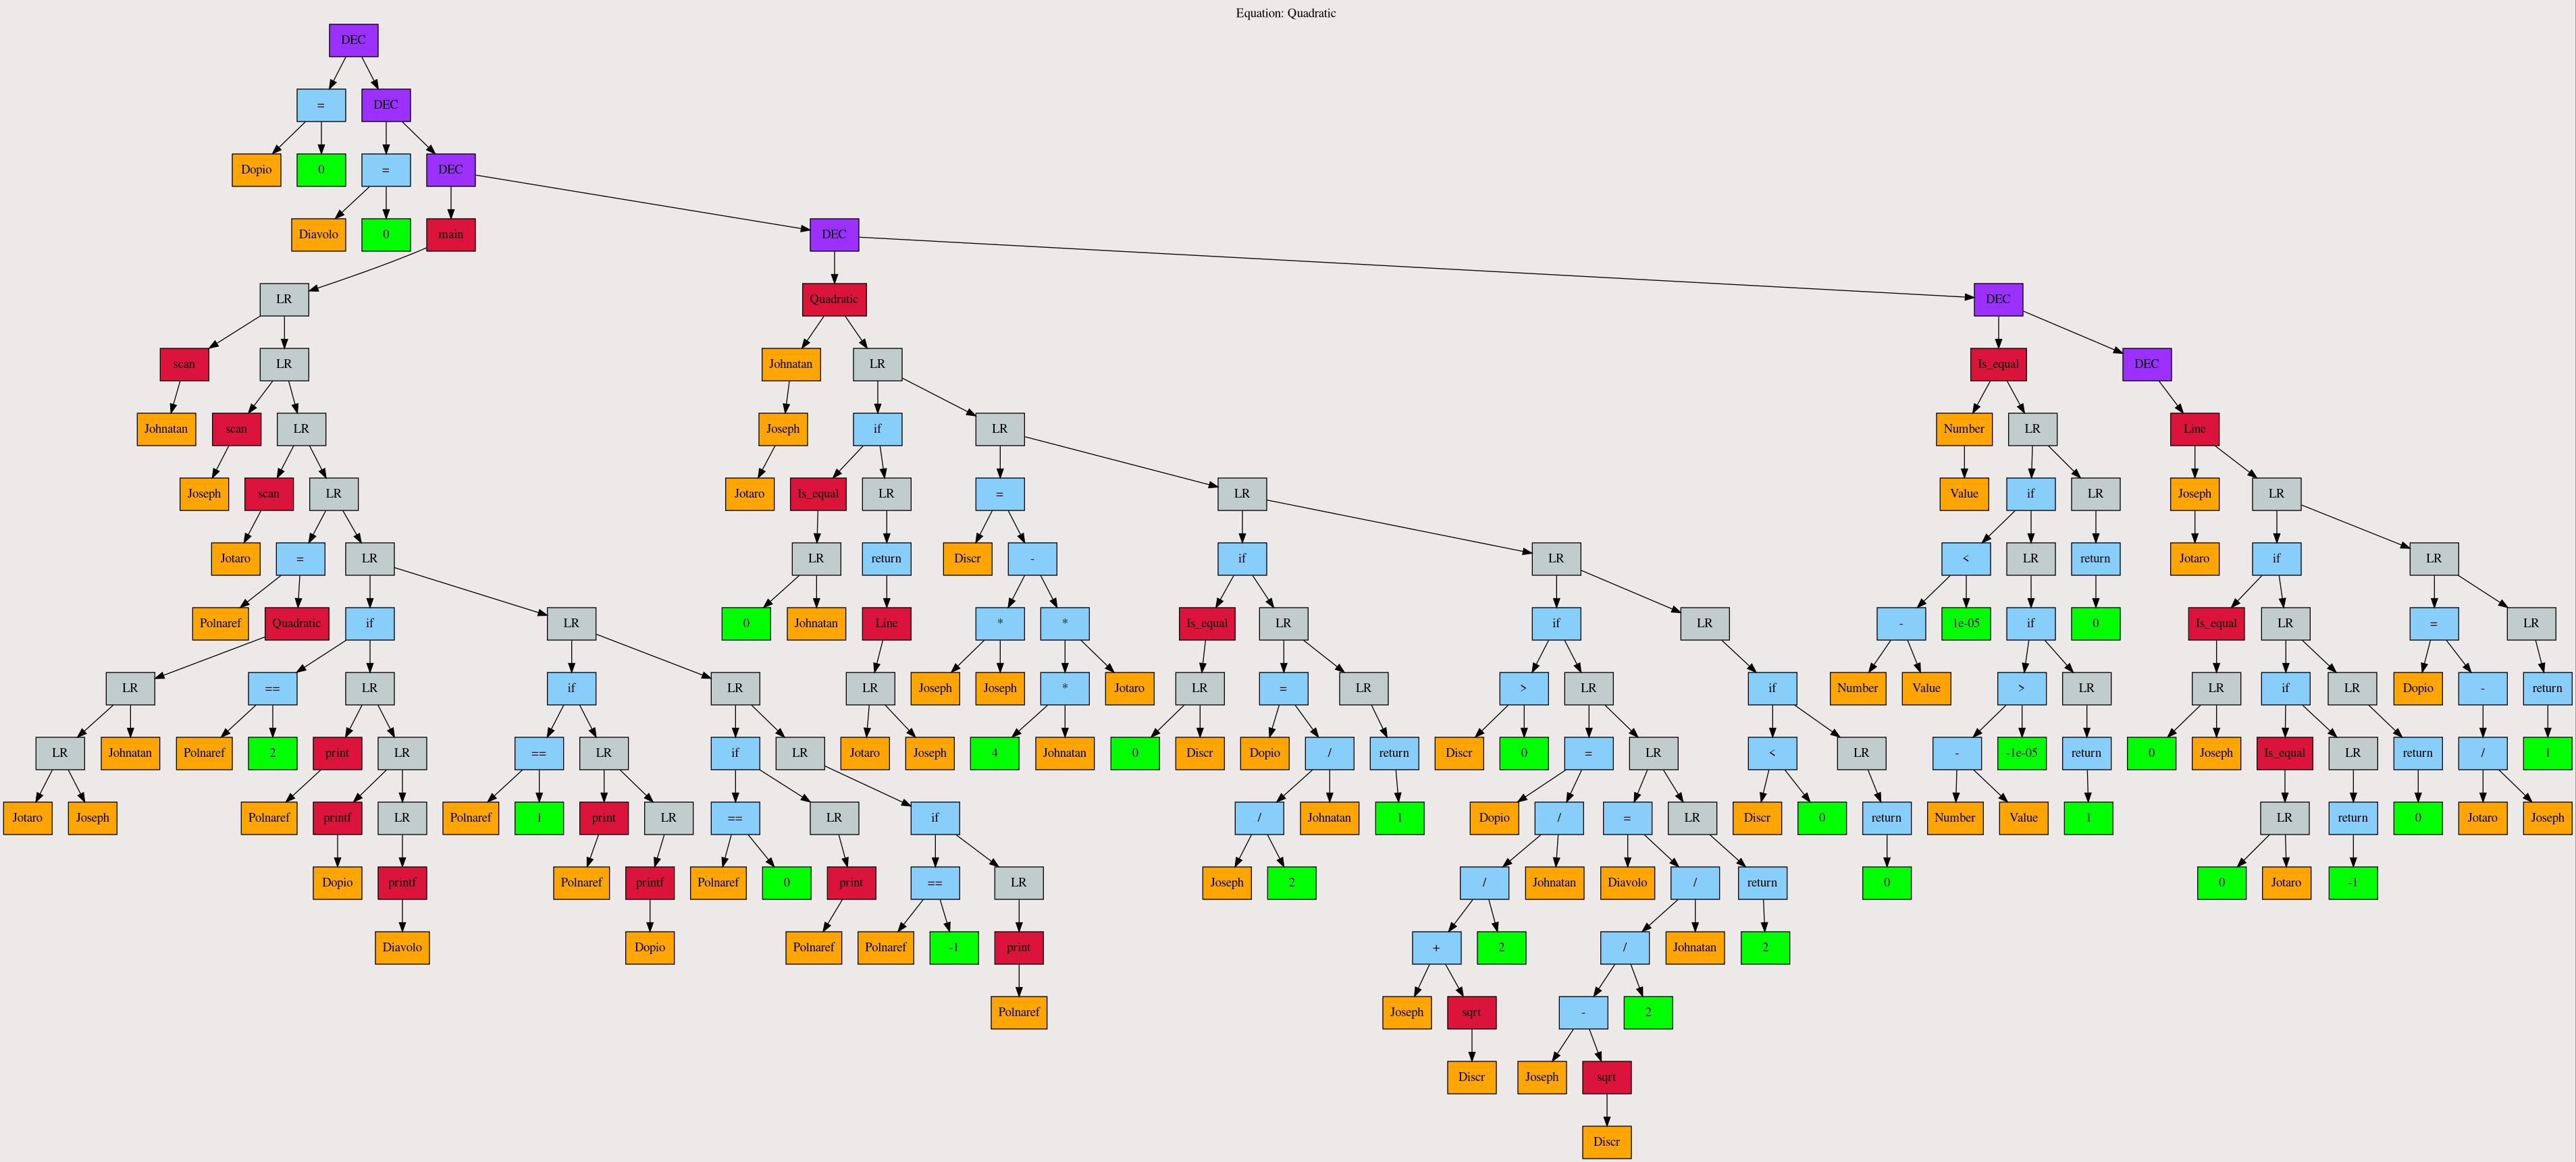 Equation: Quadratic
DEC
= DEC
Dopio 0 = DEC
Diavolo 0 main DEC
LR Quadratic DEC
scan LR Johnatan LR Is_equal DEC
Johnatan scan LR Joseph if LR Number LR Line
Joseph scan LR Jotaro Is_equal LR = LR Value if LR Joseph LR
Jotaro = LR LR return Discr - if LR < LR return Jotaro if LR
Polnaref Quadratic if LR 0 Johnatan Line * * Is_equal LR if LR - 1e-05 if 0 Is_equal LR = LR
LR == LR if LR LR Joseph Joseph * Jotaro LR = LR > LR if Number Value > LR LR if LR Dopio - return
LR Johnatan Polnaref 2 print LR == LR if LR Jotaro Joseph 4 Johnatan 0 Discr Dopio / return Discr 0 = LR < LR - -1e-05 return 0 Joseph Is_equal LR return / 1
Jotaro Joseph Polnaref printf LR Polnaref 1 print LR == LR if / Johnatan 1 Dopio / = LR Discr 0 return Number Value 1 LR return 0 Jotaro Joseph
Dopio printf Polnaref printf Polnaref 0 print == LR Joseph 2 / Johnatan Diavolo / return 0 0 Jotaro -1
Diavolo Dopio Polnaref Polnaref -1 print + 2 / Johnatan 2
Polnaref Joseph sqrt - 2
Discr Joseph sqrt
Discr